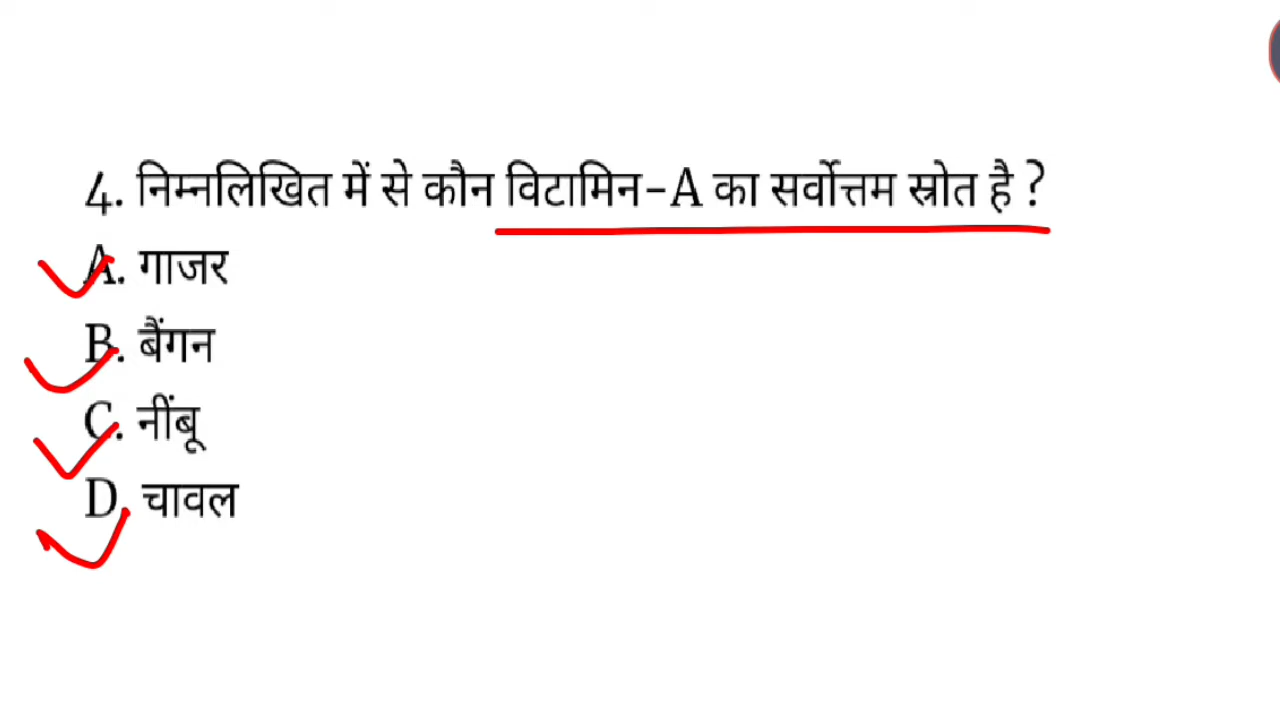 4. निम्नलिखित में से कौन विटामिन-A का सर्वोत्तम स्रोत है ?
A. गाजर
B. बैंगन
C. नींबू
D. चावल